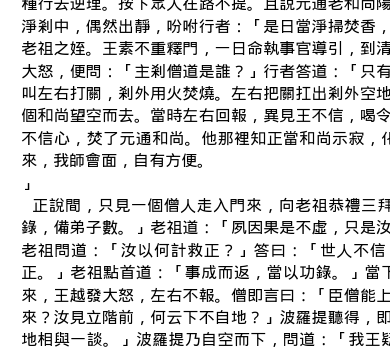 種行去逆理。按下眾人在路不提。且說元通老和尚陽
淨剎中，偶然出靜，吩咐行者：「是日當淨掃焚香，
老祖之姪。王素不重釋門，一日命執事官導引，到清
大怒，便問：「主剎僧道是誰？」行者答道：「只有
叫左右打關，剎外用火焚燒。左右把關扛出剎外空地
個和尚望空而去。當時左右回報，異見王不信，喝令
不信心，焚了元通和尚。他那裡知正當和尚示寂，化
來，我師會面，自有方便。
」
正說間，只見一個僧人走入門來，向老祖恭禮三拜
錄，備弟子數。」老祖道：「夙因果是不虛，只是汝
老祖問道：「汝以何計救正？」答曰：「世人不信
正。」老祖點首道：「事成而返，當以功錄。」當下
來，王越發大怒，左右不報。僧即言曰：「臣僧能上
來？汝見立階前，何云下不自地？」波羅提聽得，即
地相與一談。」波羅提乃自空而下，問道：「我王疑